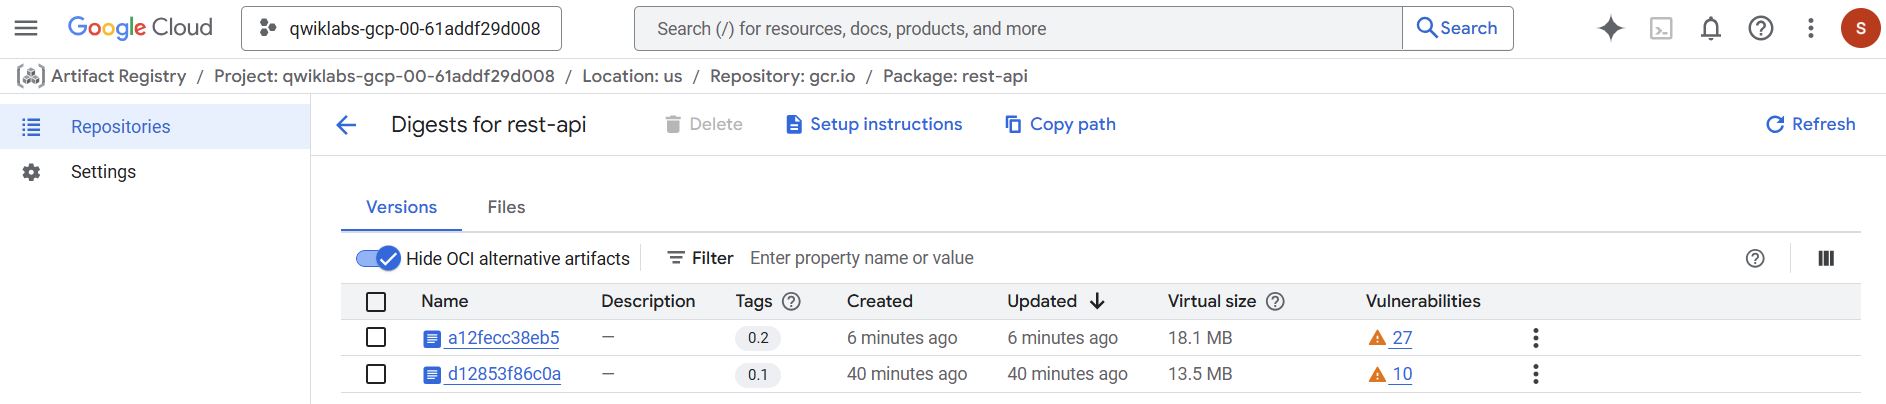 Google Cloud qwiklabs-gcp-00-61addf29d008 Search (/) for resources, docs, products, and more Search S
Artifact Registry / Project: qwiklabs-gcp-00-61addf29d008 / Location: us / Repository: gcr.io / Package: rest-api
Repositories
Settings
Digests for rest-api Delete Setup instructions Copy path Refresh
Versions Files
Hide OCI alternative artifacts Filter Enter property name or value
Name Description Tags Created Updated Virtual size Vulnerabilities
a12fecc38eb5 — 0.2 6 minutes ago 6 minutes ago 18.1 MB 27
d12853f86c0a — 0.1 40 minutes ago 40 minutes ago 13.5 MB 10